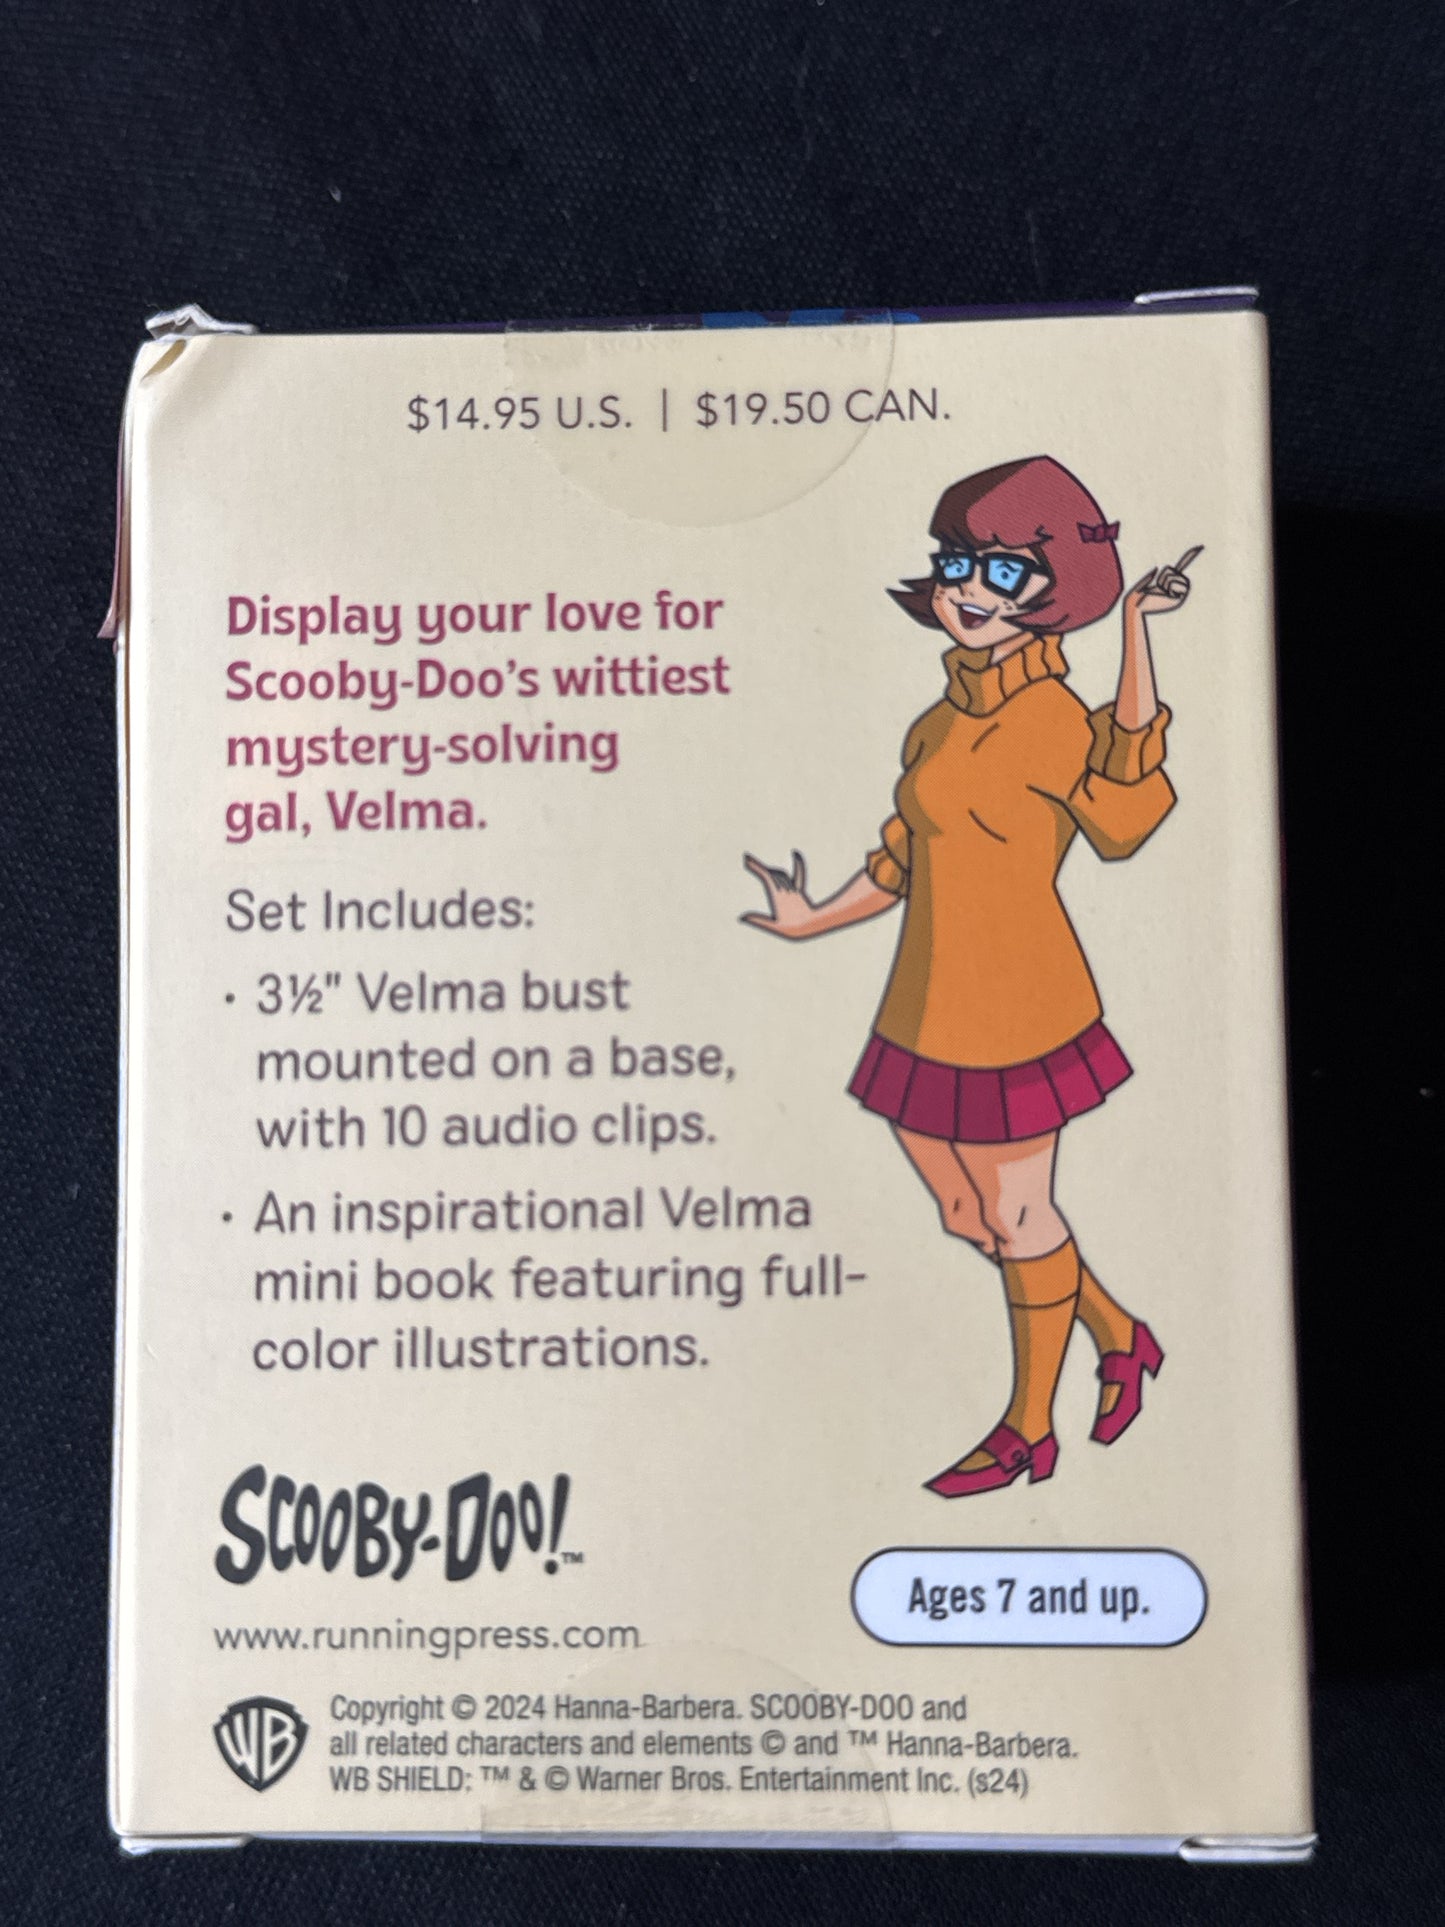 $14.95 U.S. | $19.50 CAN.
Display your love for
Scooby-Doo's wittiest
mystery-solving
gal, Velma.
Set Includes:
· 3½" Velma bust
mounted on a base,
with 10 audio clips.
· An inspirational Velma
mini book featuring full-
color illustrations.
SCOOBY-DOO!™
www.runningpress.com
Ages 7 and up.
WB
Copyright © 2024 Hanna-Barbera. SCOOBY-DOO and
all related characters and elements © and ™ Hanna-Barbera.
WB SHIELD: ™ & © Warner Bros. Entertainment Inc. (s24)